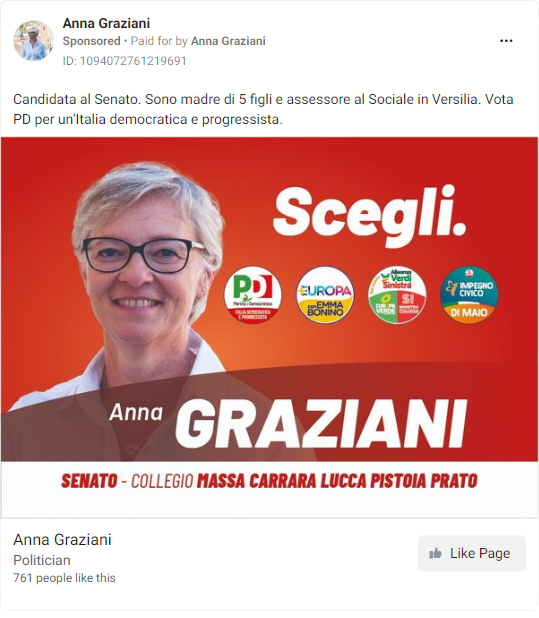 Anna Graziani
Sponsored • Paid for by Anna Graziani
ID: 1094072761219691
Candidata al Senato. Sono madre di 5 figli e assessore al Sociale in Versilia. Vota
PD per un’Italia democratica e progressista.
Scegli.
PD
Partito Democratico
ITALIA DEMOCRATICA
E PROGRESSISTA
+EUROPA
con EMMA
BONINO
Alleanza
Verdi
Sinistra
EUROPA
VERDE
SI
SINISTRA
ITALIANA
IMPEGNO
CIVICO
DI MAIO
Anna GRAZIANI
SENATO - COLLEGIO MASSA CARRARA LUCCA PISTOIA PRATO
Anna Graziani
Politician
761 people like this
Like Page